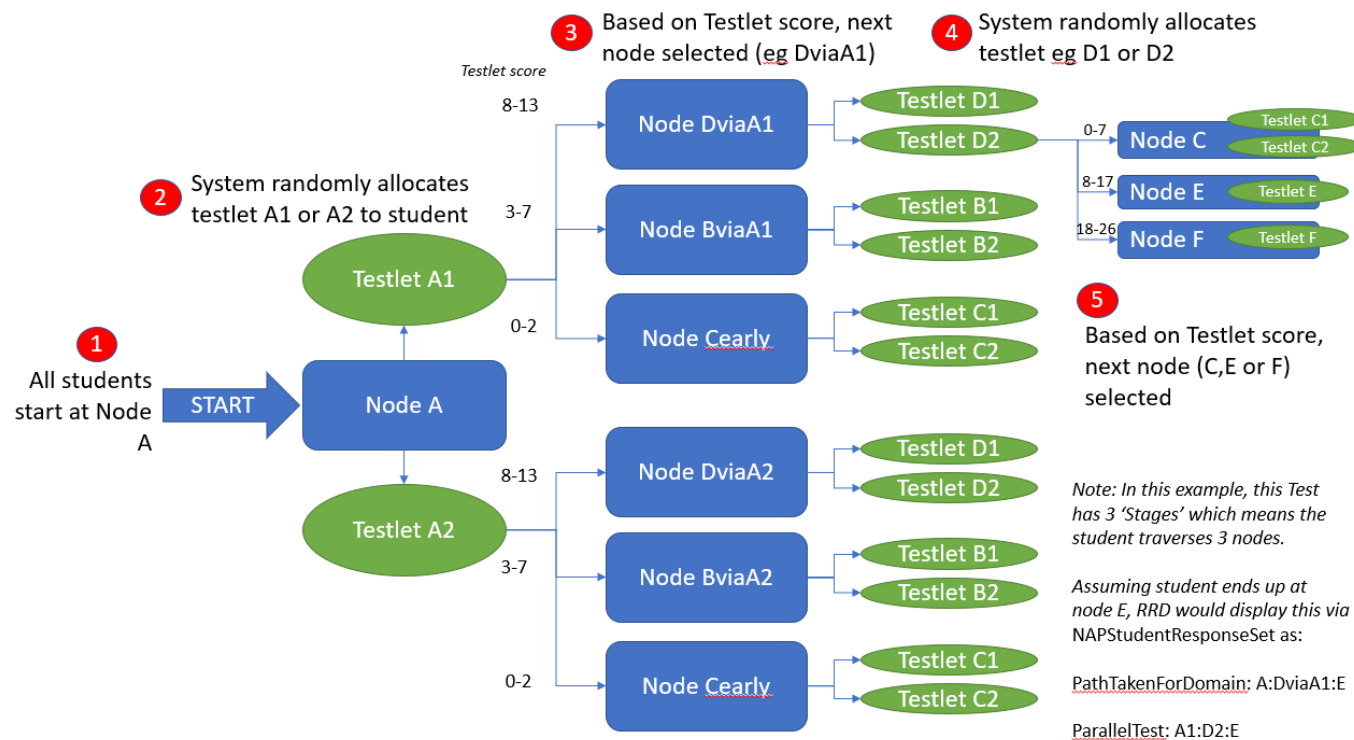 1
All students
start at Node
A
START
Node A
2
System randomly allocates
testlet A1 or A2 to student
Testlet A1
Testlet A2
Testlet score
8-13
3-7
0-2
8-13
3-7
0-2
3
Based on Testlet score, next
node selected (eg DviaA1)
Node DviaA1
Node BviaA1
Node Cearly
Node DviaA2
Node BviaA2
Node Cearly
4
System randomly allocates
testlet eg D1 or D2
Testlet D1
Testlet D2
Testlet B1
Testlet B2
Testlet C1
Testlet C2
Testlet D1
Testlet D2
Testlet B1
Testlet B2
Testlet C1
Testlet C2
0-7
Node C
Testlet C1
Testlet C2
8-17
Node E
Testlet E
18-26
Node F
Testlet F
5
Based on Testlet score,
next node (C,E or F)
selected
Note: In this example, this Test
has 3 ‘Stages’ which means the
student traverses 3 nodes.
Assuming student ends up at
node E, RRD would display this via
NAPStudentResponseSet as:
PathTakenForDomain: A:DviaA1:E
ParallelTest: A1:D2:E